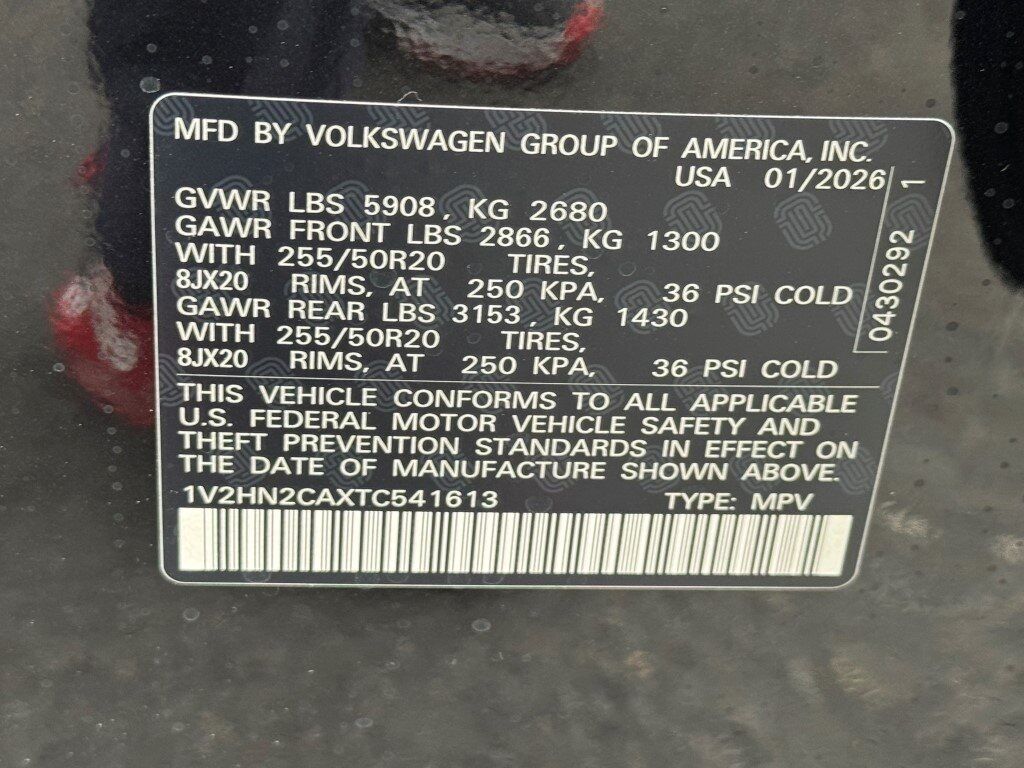 MFD BY VOLKSWAGEN GROUP OF AMERICA, INC.
USA 01/2026
GVWR LBS 5908, KG 2680
GAWR FRONT LBS 2866, KG 1300
WITH 255/50R20 TIRES,
8JX20 RIMS, AT 250 KPA, 36 PSI COLD
GAWR REAR LBS 3153, KG 1430
WITH 255/50R20 TIRES,
8JX20 RIMS, AT 250 KPA, 36 PSI COLD
0430292 1
THIS VEHICLE CONFORMS TO ALL APPLICABLE
U.S. FEDERAL MOTOR VEHICLE SAFETY AND
THEFT PREVENTION STANDARDS IN EFFECT ON
THE DATE OF MANUFACTURE SHOWN ABOVE.
1V2HN2CAXTC541613 TYPE: MPV